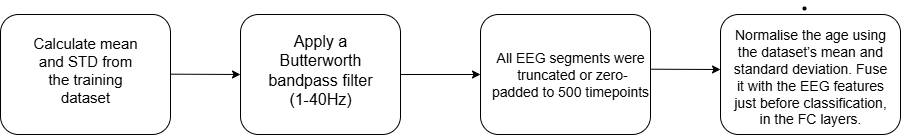 Calculate mean
and STD from
the training
dataset
Apply a
Butterworth
bandpass filter
(1-40Hz)
All EEG segments were
truncated or zero-
padded to 500 timepoints
Normalise the age using
the dataset's mean and
standard deviation. Fuse
it with the EEG features
just before classification,
in the FC layers.